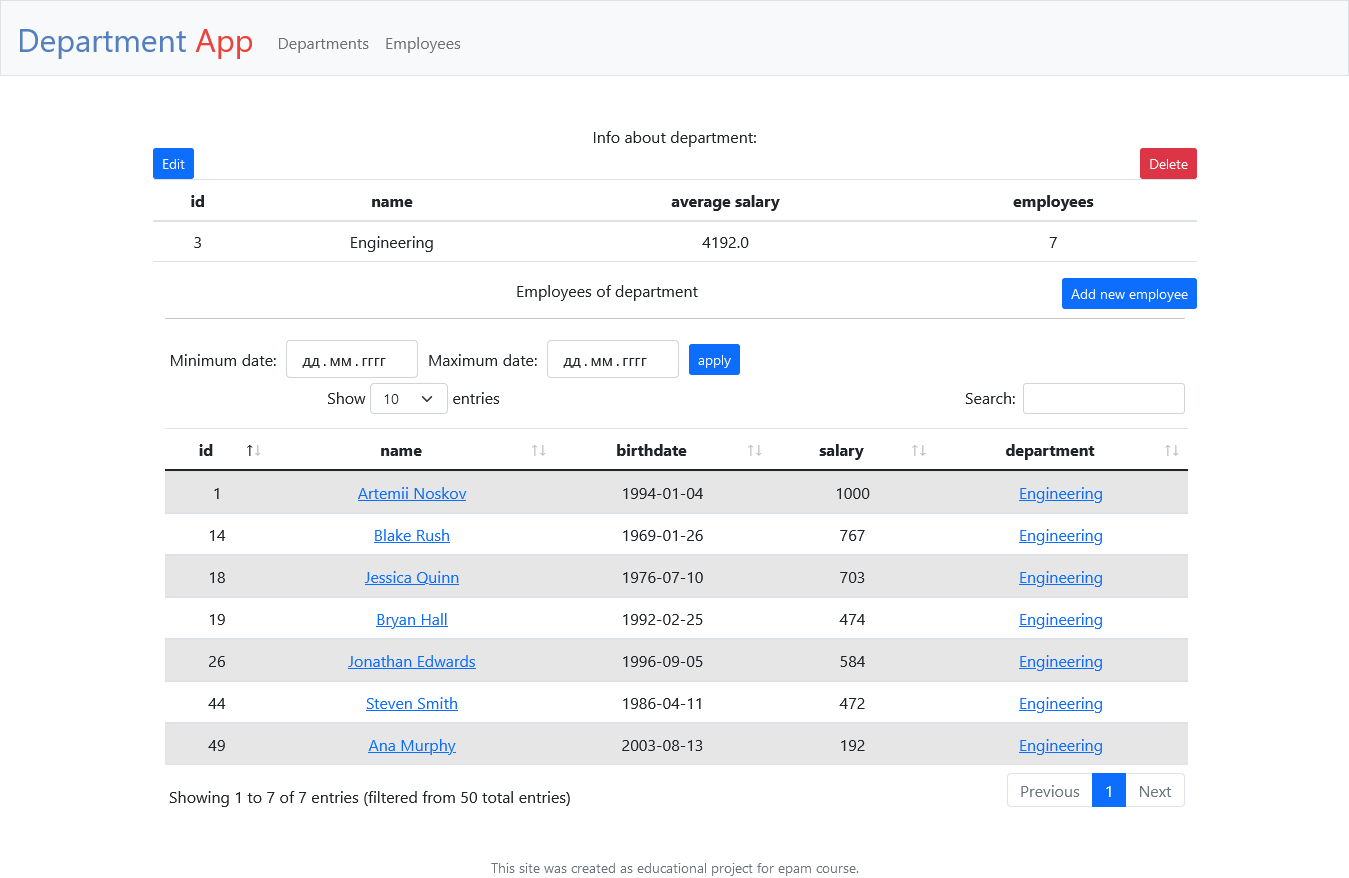 Department App Departments Employees
Info about department:
Edit Delete
id name average salary employees
3 Engineering 4192.0 7
Employees of department Add new employee
Minimum date: дд.мм.гггг Maximum date: дд.мм.гггг apply
Show 10 entries Search:
id name birthdate salary department
1 Artemii Noskov 1994-01-04 1000 Engineering
14 Blake Rush 1969-01-26 767 Engineering
18 Jessica Quinn 1976-07-10 703 Engineering
19 Bryan Hall 1992-02-25 474 Engineering
26 Jonathan Edwards 1996-09-05 584 Engineering
44 Steven Smith 1986-04-11 472 Engineering
49 Ana Murphy 2003-08-13 192 Engineering
Showing 1 to 7 of 7 entries (filtered from 50 total entries) Previous 1 Next
This site was created as educational project for epam course.